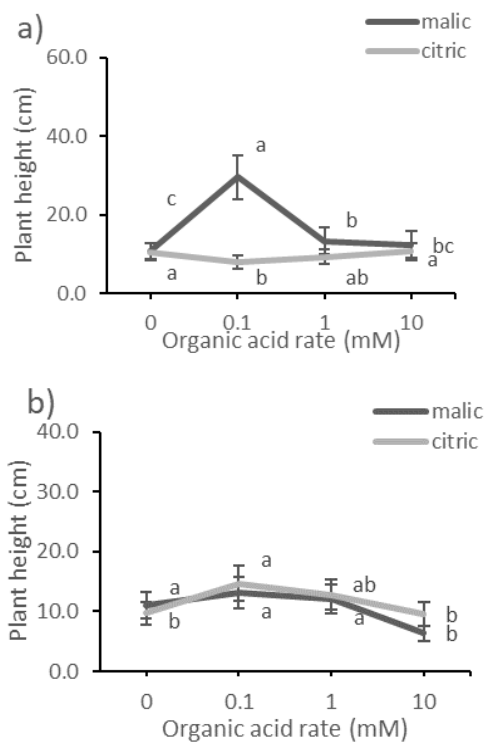 a)
malic
citric
60.0
40.0
20.0
0.0
Plant height (cm)
c
a
b
bc
a
b
ab
a
0 0.1 1 10
Organic acid rate (mM)
b)
malic
citric
40.0
30.0
20.0
10.0
0.0
Plant height (cm)
a
a
ab
b
b
a
a
b
0 0.1 1 10
Organic acid rate (mM)